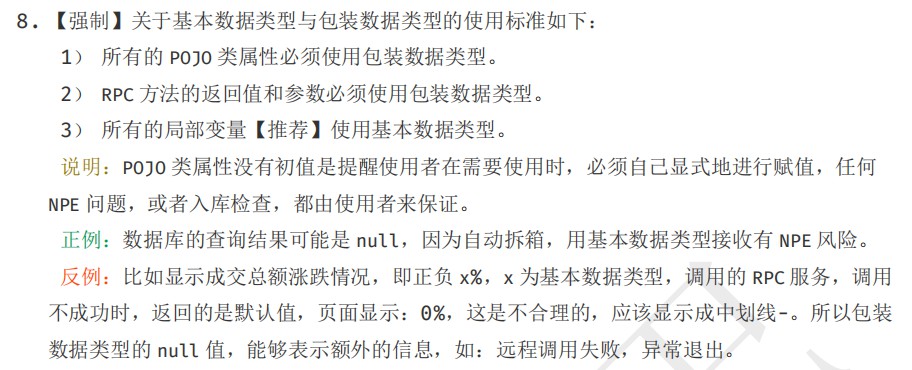 8.【强制】关于基本数据类型与包装数据类型的使用标准如下：
1） 所有的 POJO 类属性必须使用包装数据类型。
2） RPC 方法的返回值和参数必须使用包装数据类型。
3） 所有的局部变量【推荐】使用基本数据类型。
说明：POJO 类属性没有初值是提醒使用者在需要使用时，必须自己显式地进行赋值，任何
NPE 问题，或者入库检查，都由使用者来保证。
正例：数据库的查询结果可能是 null，因为自动拆箱，用基本数据类型接收有 NPE 风险。
反例：比如显示成交总额涨跌情况，即正负 x%，x 为基本数据类型，调用的 RPC 服务，调用
不成功时，返回的是默认值，页面显示：0%，这是不合理的，应该显示成中划线-。所以包装
数据类型的 null 值，能够表示额外的信息，如：远程调用失败，异常退出。